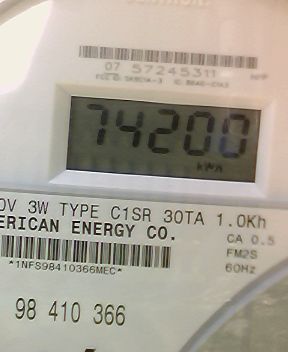 07 57245311
74200
kWh
0V 3W TYPE C1SR 30TA 1.0Kh
ERICAN ENERGY CO.
CA 0.5
FM2S
60Hz
*1NFS98410366MEC*
98 410 366